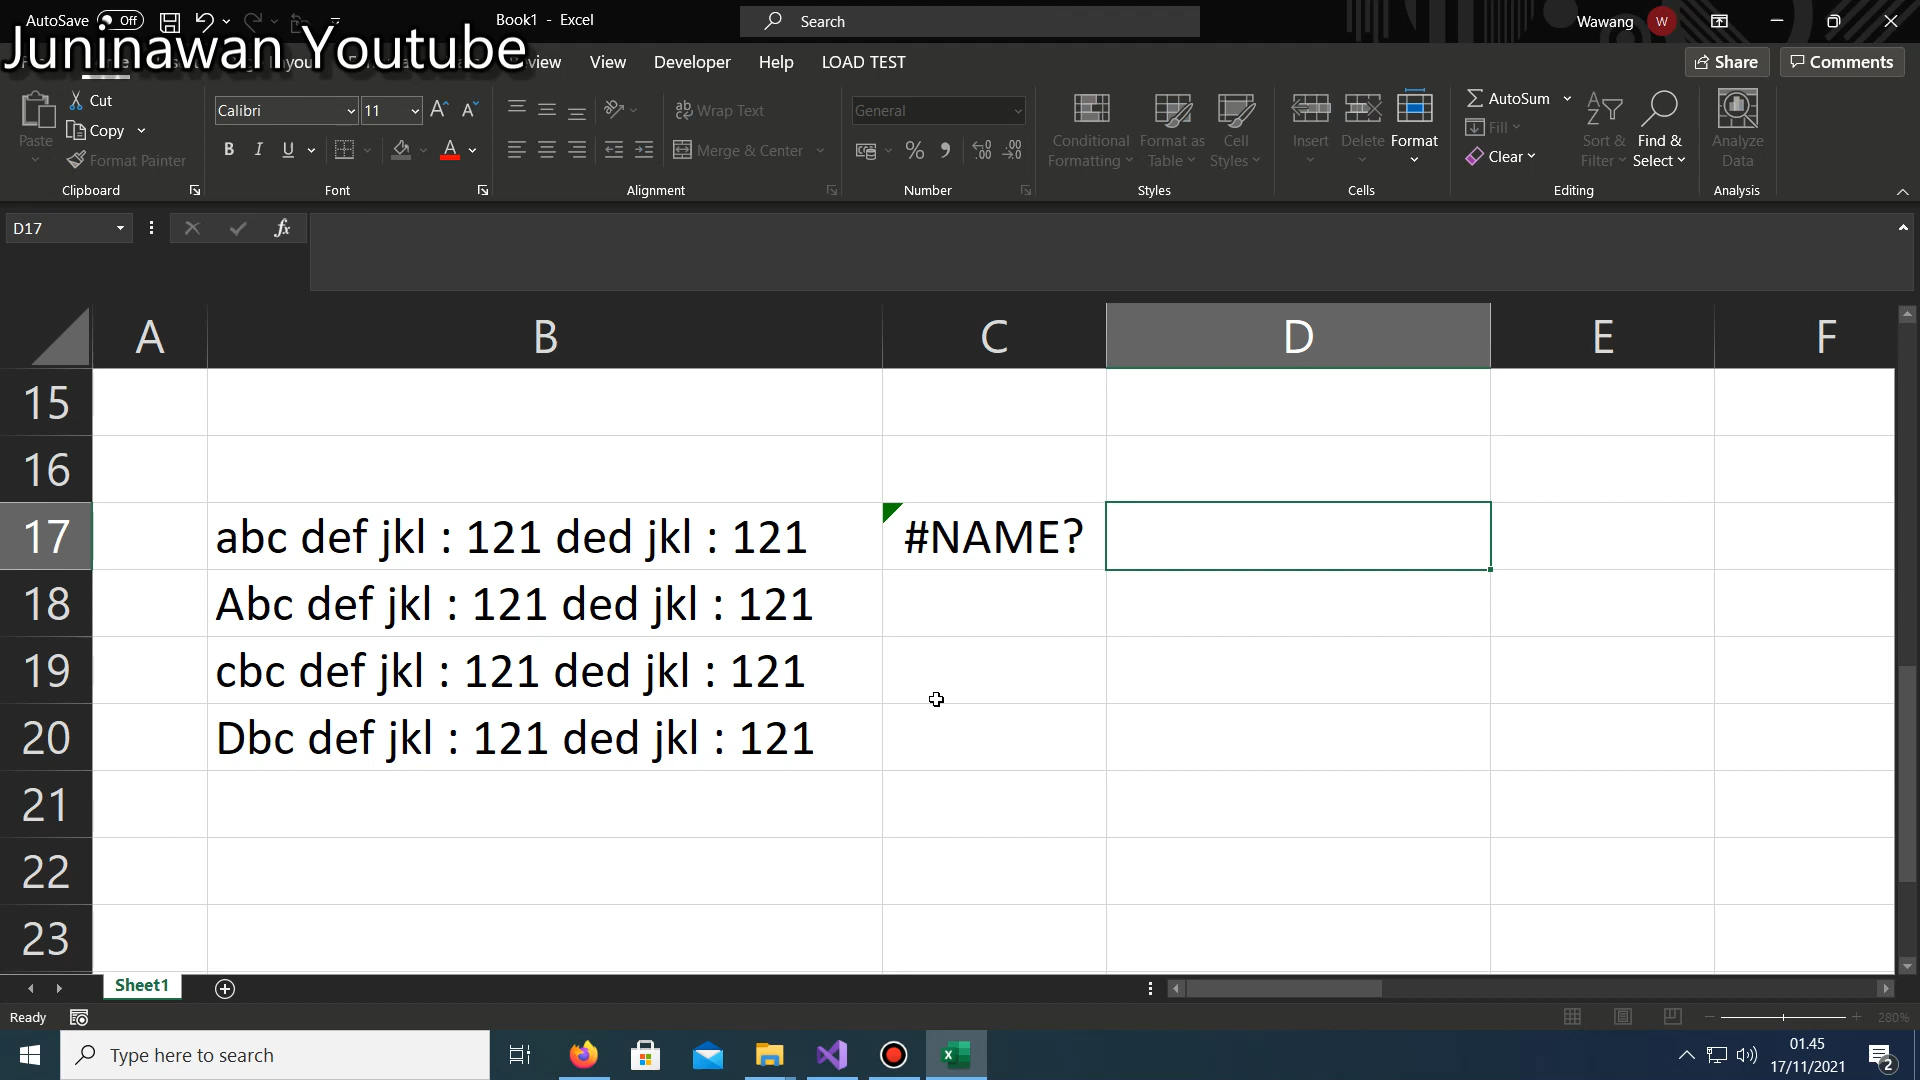 AutoSave Off Book1 - Excel Search Wawang W
Juninawan Youtube
View Developer Help LOAD TEST Share Comments
Paste Cut Copy Format Painter Clipboard
Calibri 11 B I U A Font
Wrap Text Merge & Center Alignment
General % , Number
Conditional Formatting Format as Table Cell Styles Styles
Insert Delete Format Cells
AutoSum Fill Clear Sort & Filter Find & Select Editing
Analyze Data Analysis
D17 fx
A B C D E F
15
16
17 abc def jkl : 121 ded jkl : 121 #NAME?
18 Abc def jkl : 121 ded jkl : 121
19 cbc def jkl : 121 ded jkl : 121
20 Dbc def jkl : 121 ded jkl : 121
21
22
23
Sheet1
Ready 280%
Type here to search 01.45
17/11/2021 2